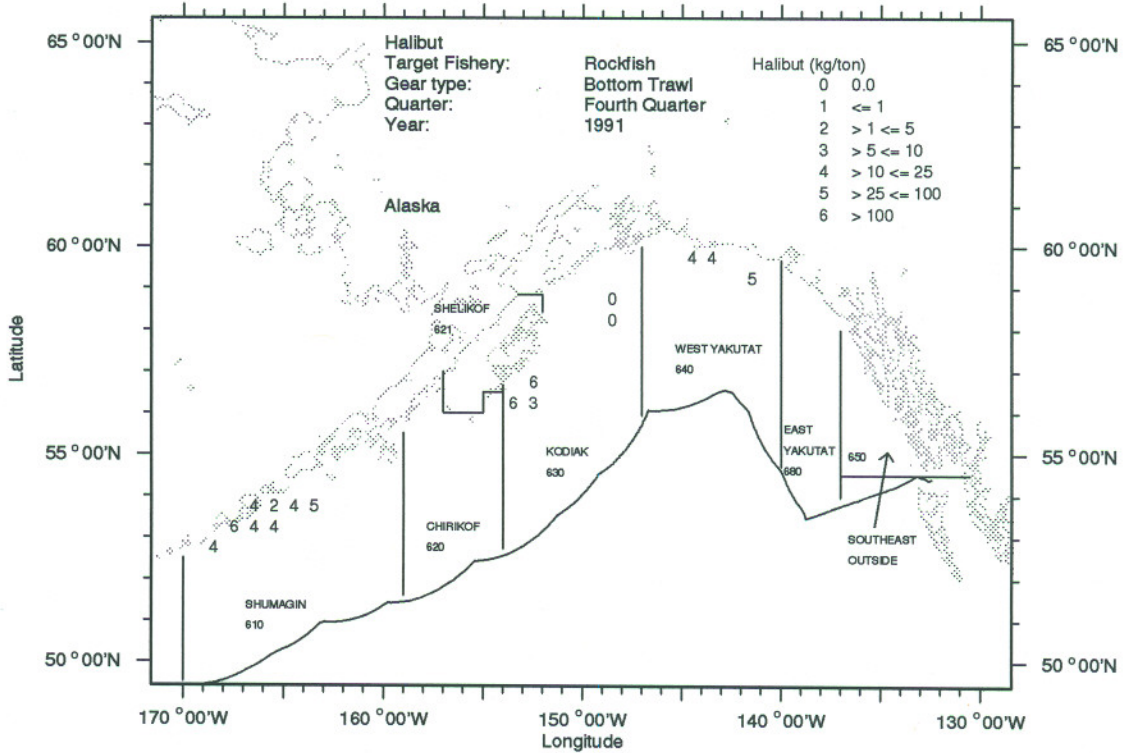 65 °00'N
65 °00'N
Halibut
Target Fishery: Rockfish
Gear type: Bottom Trawl
Quarter: Fourth Quarter
Year: 1991
Halibut (kg/ton)
0 0.0
1 <= 1
2 > 1 <= 5
3 > 5 <= 10
4 > 10 <= 25
5 > 25 <= 100
6 > 100
Alaska
60 °00'N
60 °00'N
4 4
5
0
0
SHELIKOF
621
WEST YAKUTAT
640
6
6 3
Latitude
EAST
YAKUTAT
680
650
KODIAK
630
55 °00'N
55 °00'N
4 2 4 5
6 4 4
4
CHIRIKOF
620
SOUTHEAST
OUTSIDE
SHUMAGIN
610
50 °00'N
50 °00'N
170 °00'W
160 °00'W
150 °00'W
140 °00'W
130 °00'W
Longitude